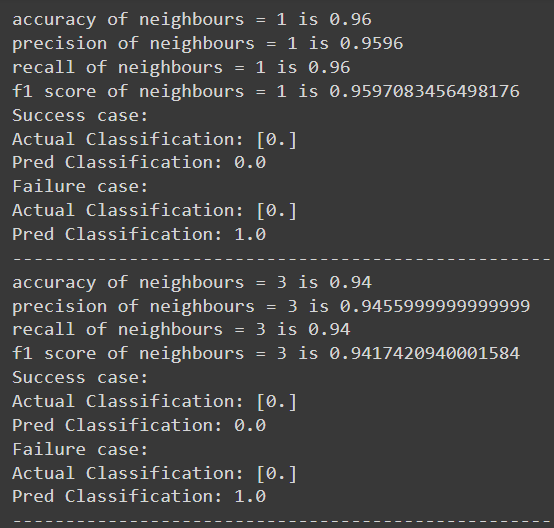 accuracy of neighbours = 1 is 0.96
precision of neighbours = 1 is 0.9596
recall of neighbours = 1 is 0.96
f1 score of neighbours = 1 is 0.9597083456498176
Success case:
Actual Classification: [0.]
Pred Classification: 0.0
Failure case:
Actual Classification: [0.]
Pred Classification: 1.0
---------------------------------------------------
accuracy of neighbours = 3 is 0.94
precision of neighbours = 3 is 0.9455999999999999
recall of neighbours = 3 is 0.94
f1 score of neighbours = 3 is 0.9417420940001584
Success case:
Actual Classification: [0.]
Pred Classification: 0.0
Failure case:
Actual Classification: [0.]
Pred Classification: 1.0
---------------------------------------------------